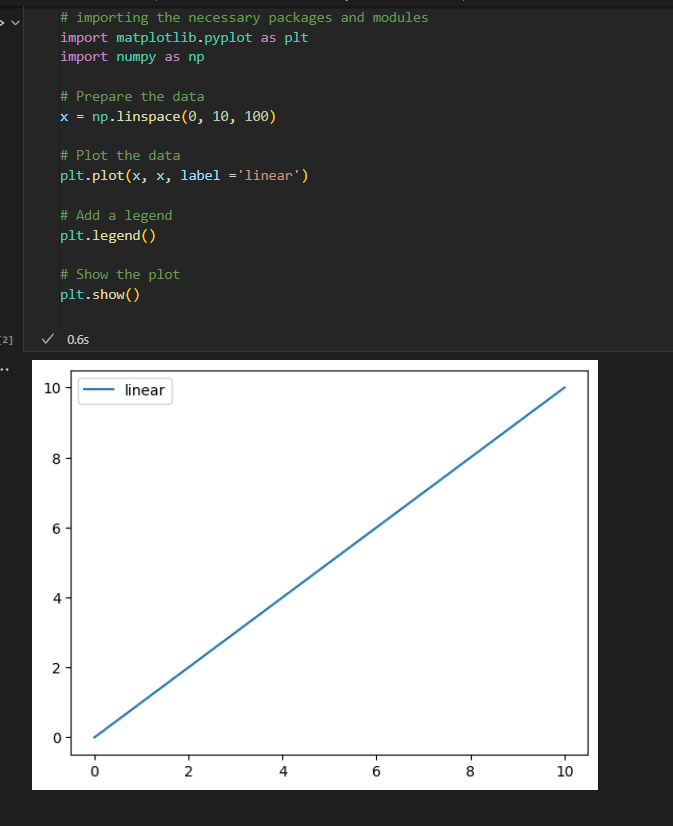 # importing the necessary packages and modules
import matplotlib.pyplot as plt
import numpy as np
# Prepare the data
x = np.linspace(0, 10, 100)
# Plot the data
plt.plot(x, x, label ='linear')
# Add a legend
plt.legend()
# Show the plot
plt.show()
[2] ✓ 0.6s
linear
10
8
6
4
2
0
0 2 4 6 8 10